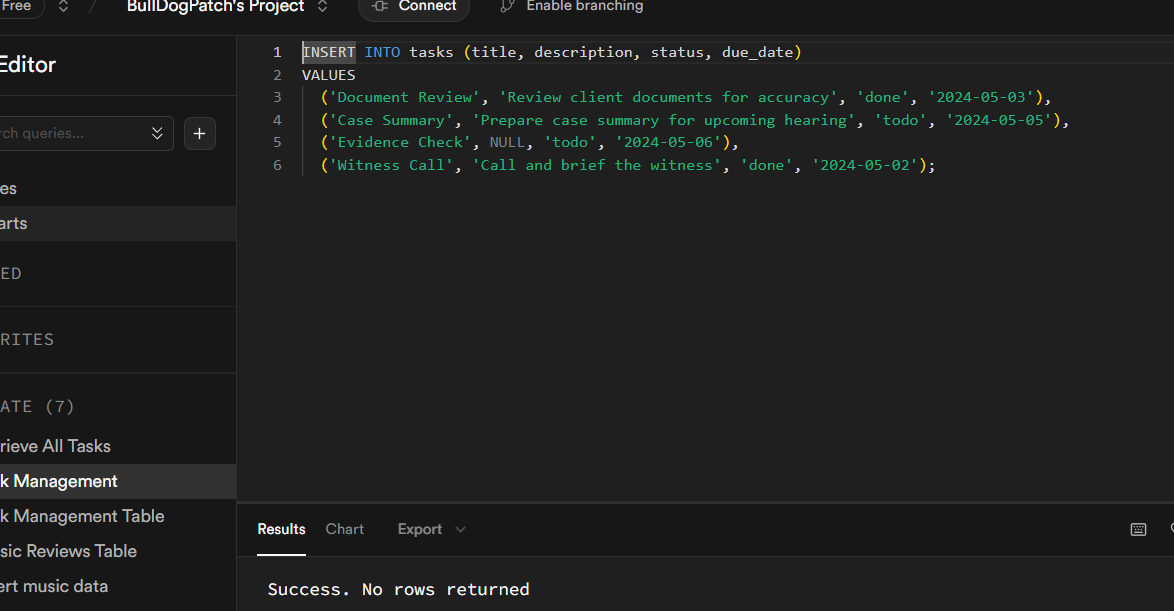 Free
BullDogPatch's Project
Connect
Enable branching
Editor
rch queries...
+
es
arts
ED
RITES
ATE (7)
rieve All Tasks
k Management
k Management Table
sic Reviews Table
ert music data
1 INSERT INTO tasks (title, description, status, due_date)
2 VALUES
3 ('Document Review', 'Review client documents for accuracy', 'done', '2024-05-03'),
4 ('Case Summary', 'Prepare case summary for upcoming hearing', 'todo', '2024-05-05'),
5 ('Evidence Check', NULL, 'todo', '2024-05-06'),
6 ('Witness Call', 'Call and brief the witness', 'done', '2024-05-02');
Results Chart Export
Success. No rows returned